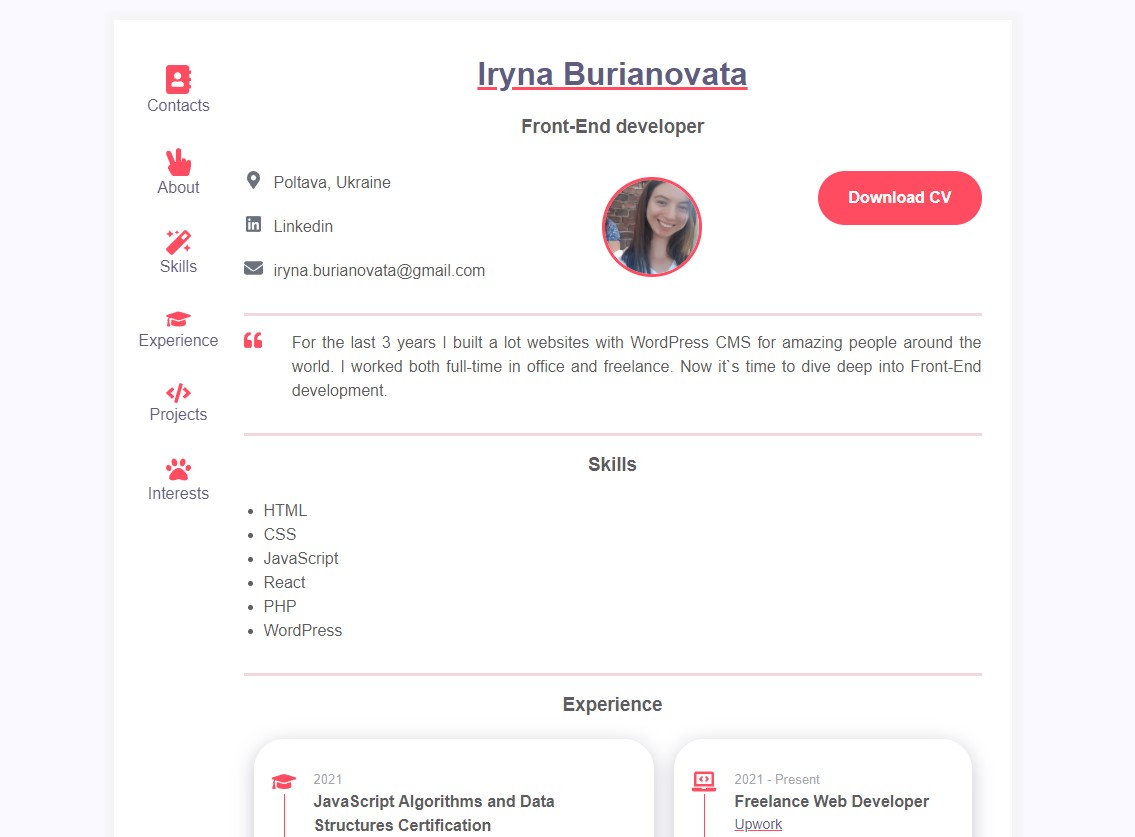 Iryna Burianovata
Front-End developer
Contacts
About
Skills
Experience
Projects
Interests
Poltava, Ukraine
Linkedin
iryna.burianovata@gmail.com
Download CV
For the last 3 years I built a lot websites with WordPress CMS for amazing people around the
world. I worked both full-time in office and freelance. Now it`s time to dive deep into Front-End
development.
Skills
HTML
CSS
JavaScript
React
PHP
WordPress
Experience
2021
JavaScript Algorithms and Data
Structures Certification
2021 - Present
Freelance Web Developer
Upwork